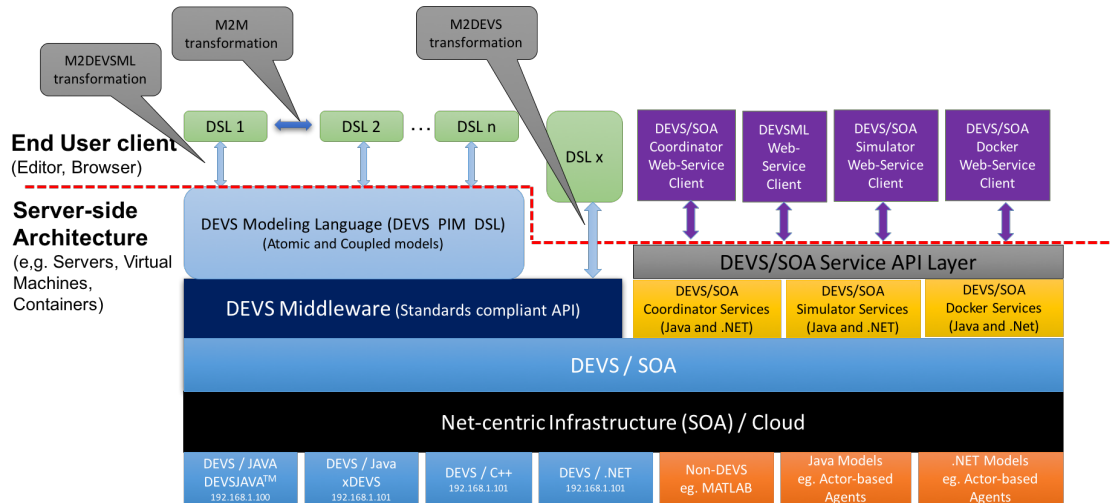 M2M
transformation
M2DEVS
transformation
M2DEVSML
transformation
DSL 1
DSL 2
...
DSL n
DSL x
DEVS/SOA
Coordinator
Web-Service
Client
DEVSML
Web-
Service
Client
DEVS/SOA
Simulator
Web-Service
Client
DEVS/SOA
Docker
Web-Service
Client
End User client
(Editor, Browser)
Server-side
Architecture
(e,g. Servers, Virtual
Machines,
Containers)
DEVS Modeling Language (DEVS PIM DSL)
(Atomic and Coupled models)
DEVS/SOA Service API Layer
DEVS Middleware (Standards compliant API)
DEVS/SOA
Coordinator Services
(Java and .NET)
DEVS/SOA
Simulator Services
(Java and .NET)
DEVS/SOA
Docker Services
(Java and .Net)
DEVS / SOA
Net-centric Infrastructure (SOA) / Cloud
DEVS / JAVA
DEVSJAVA™
192.168.1.100
DEVS / Java
xDEVS
192.168.1.101
DEVS / C++
192.168.1.101
DEVS / .NET
192.168.1.101
Non-DEVS
eg. MATLAB
Java Models
eg. Actor-based
Agents
.NET Models
eg. Actor-based
Agents